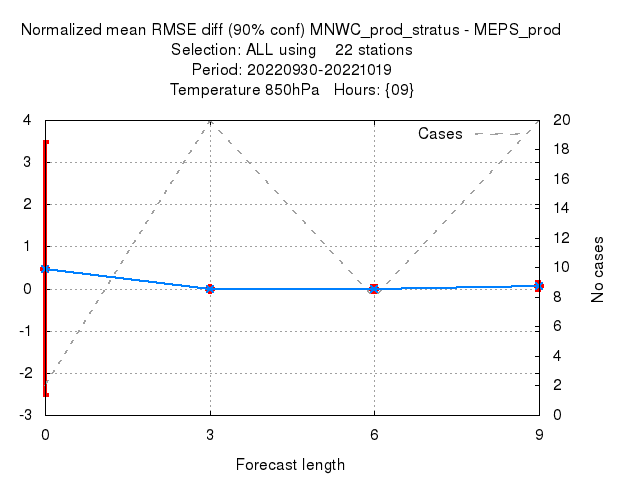 Normalized mean RMSE diff (90% conf) MNWC_prod_stratus - MEPS_prod
Selection: ALL using    22 stations
Period: 20220930-20221019
Temperature 850hPa   Hours: {09}
Cases
4
3
2
1
0
-1
-2
-3
20
18
16
14
12
10
8
6
4
2
0
No cases
0 3 6 9
Forecast length